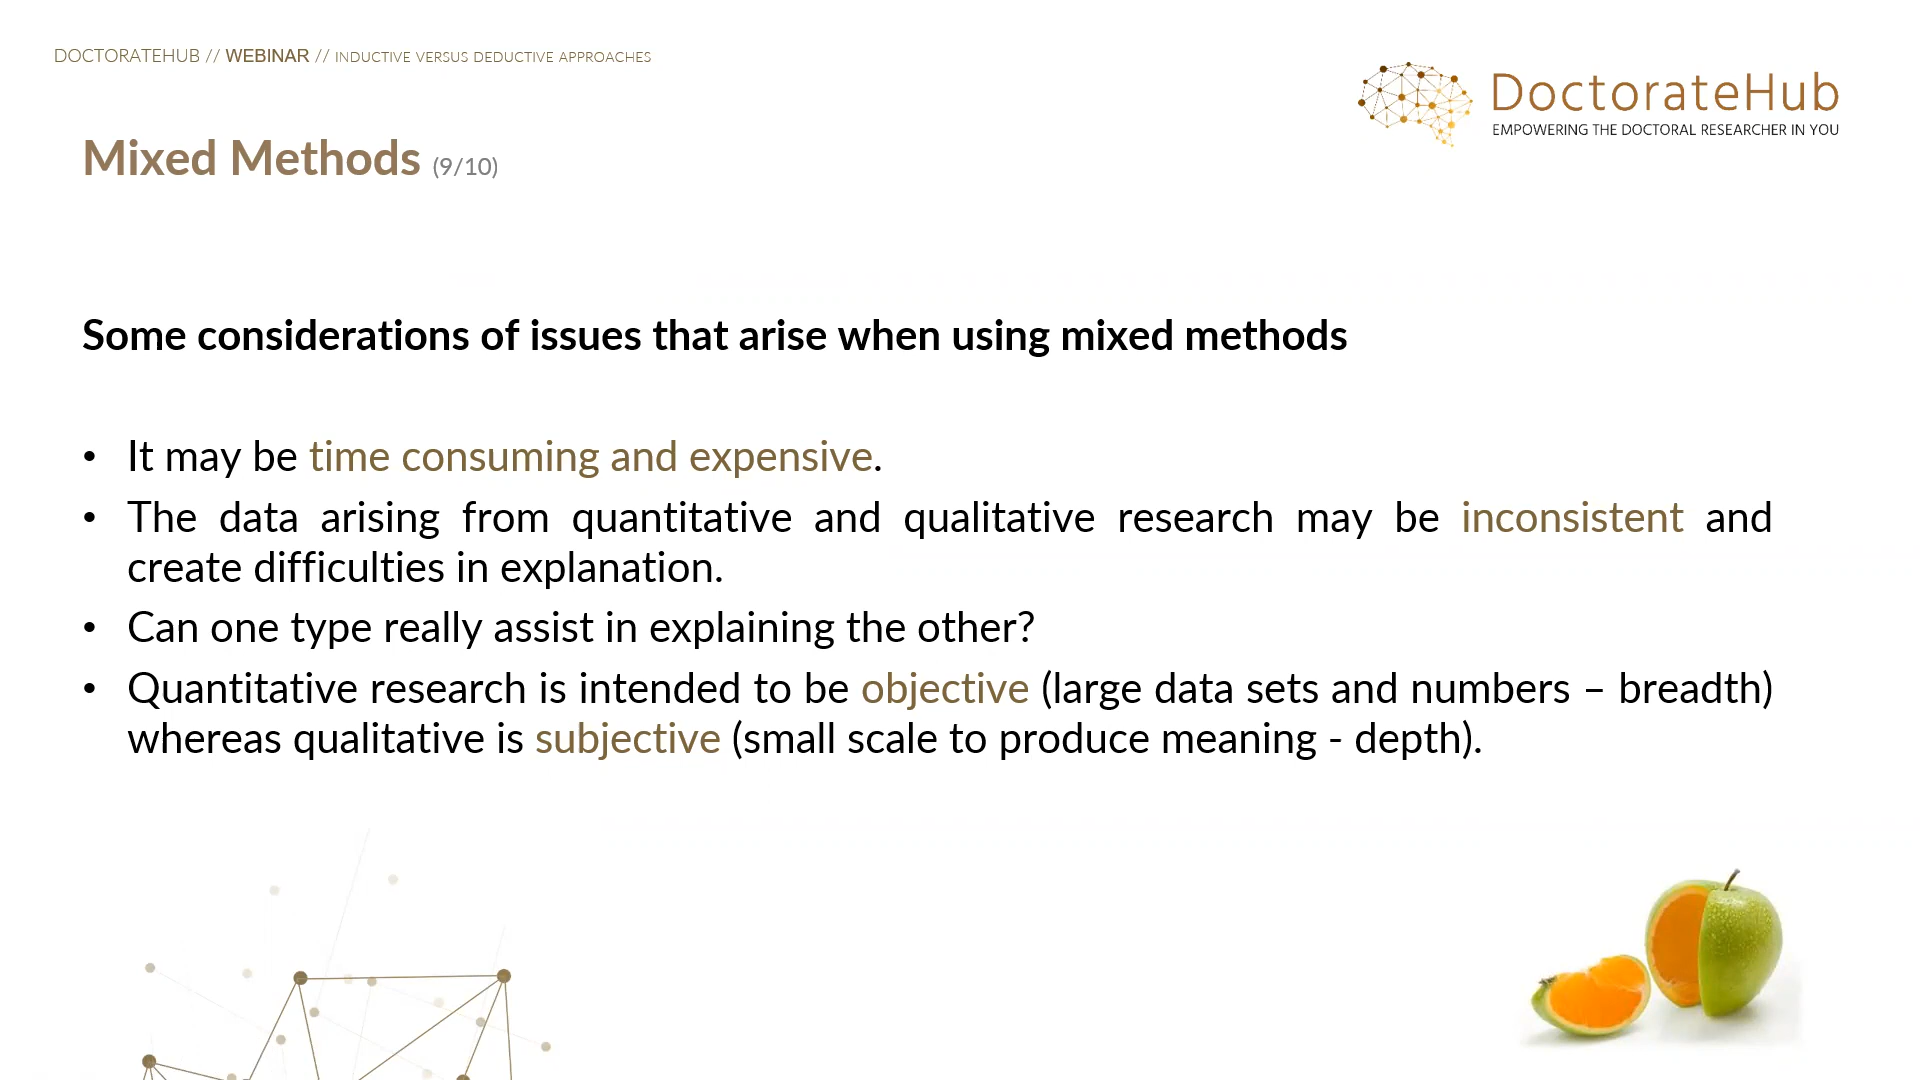 DOCTORATEHUB // WEBINAR // INDUCTIVE VERSUS DEDUCTIVE APPROACHES
DoctorateHub
EMPOWERING THE DOCTORAL RESEARCHER IN YOU
Mixed Methods (9/10)
Some considerations of issues that arise when using mixed methods
• It may be time consuming and expensive.
• The data arising from quantitative and qualitative research may be inconsistent and
create difficulties in explanation.
• Can one type really assist in explaining the other?
• Quantitative research is intended to be objective (large data sets and numbers – breadth)
whereas qualitative is subjective (small scale to produce meaning - depth).